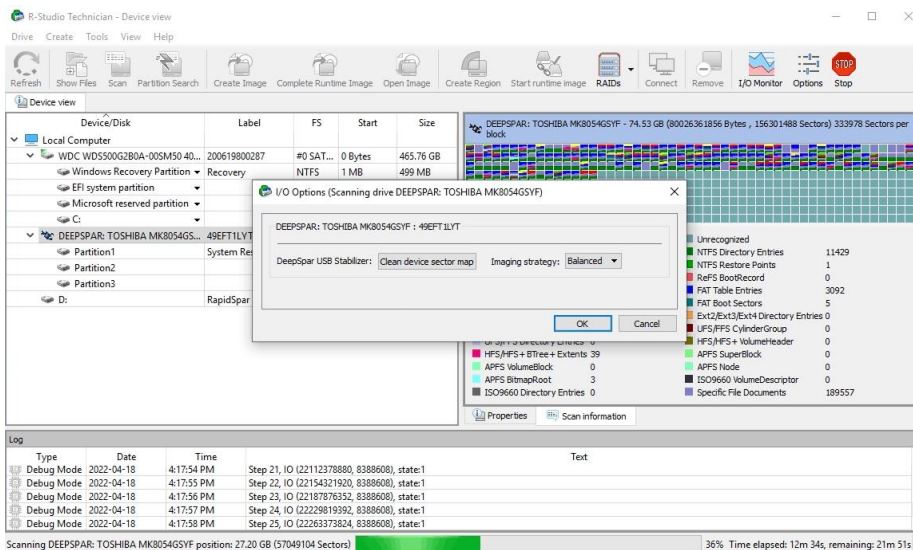 R-Studio Technician - Device view
Drive Create Tools View Help
Refresh Show Files Scan Partition Search Create Image Complete Runtime Image Open Image Create Region Start runtime image RAIDs Connect Remove I/O Monitor Options STOP Stop
Device view
Device/Disk Label FS Start Size
Local Computer
WDC WDS500G2B0A-00SM50 40... 200619800287 #0 SAT... 0 Bytes 465.76 GB
Windows Recovery Partition Recovery NTFS 1 MB 499 MB
EFI system partition
Microsoft reserved partition
C:
DEEPSPAR: TOSHIBA MK8054GS... 49EFT1LYT
Partition1 System Res
Partition2
Partition3
D: RapidSpar
DEEPSPAR: TOSHIBA MK8054GSYF - 74.53 GB (80026361856 Bytes , 156301488 Sectors) 333978 Sectors per
block
I/O Options (Scanning drive DEEPSPAR: TOSHIBA MK8054GSYF)
DEEPSPAR: TOSHIBA MK8054GSYF : 49EFT1LYT
DeepSpar USB Stabilizer: Clean device sector map Imaging strategy: Balanced
OK Cancel
Unrecognized
NTFS Directory Entries 11429
NTFS Restore Points 1
ReFS BootRecord 0
FAT Table Entries 3092
FAT Boot Sectors 5
Ext2/Ext3/Ext4 Directory Entries 0
UFS/FFS CylinderGroup 0
HFS/HFS+ VolumeHeader 0
HFS/HFS+ BTree+ Extents 39 APFS SuperBlock 0
APFS VolumeBlock 0 APFS Node 0
APFS BitmapRoot 3 ISO9660 VolumeDescriptor 0
ISO9660 Directory Entries 0 Specific File Documents 189557
Properties Scan information
Log
Type Date Time Text
Debug Mode 2022-04-18 4:17:54 PM Step 21, IO (22112378880, 8388608), state:1
Debug Mode 2022-04-18 4:17:55 PM Step 22, IO (22154321920, 8388608), state:1
Debug Mode 2022-04-18 4:17:56 PM Step 23, IO (22187876352, 8388608), state:1
Debug Mode 2022-04-18 4:17:57 PM Step 24, IO (22229819392, 8388608), state:1
Debug Mode 2022-04-18 4:17:58 PM Step 25, IO (22263373824, 8388608), state:1
Scanning DEEPSPAR: TOSHIBA MK8054GSYF position: 27.20 GB (57049104 Sectors) 36% Time elapsed: 12m 34s, remaining: 21m 51s